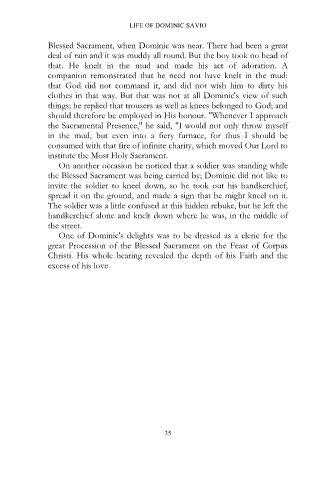 LIFE OF DOMINIC SAVIO
Blessed Sacrament, when Dominic was near. There had been a great
deal of rain and it was muddy all round. But the boy took no head of
that. He knelt in the mud and made his act of adoration. A
companion remonstrated that he need not have knelt in the mud:
that God did not command it, and did not wish him to dirty his
clothes in that way. But that was not at all Dominic's view of such
things; he replied that trousers as well as knees belonged to God; and
should therefore be employed in His honour. "Whenever I approach
the Sacramental Presence," he said, "I would not only throw myself
in the mud, but even into a fiery furnace, for thus I should be
consumed with that fire of infinite charity, which moved Our Lord to
institute the Most Holy Sacrament.
On another occasion he noticed that a soldier was standing while
the Blessed Sacrament was being carried by; Dominic did not like to
invite the soldier to kneel down, so he took out his handkerchief,
spread it on the ground, and made a sign that he might kneel on it.
The soldier was a little confused at this hidden rebuke, but he left the
handkerchief alone and knelt down where he was, in the middle of
the street.
One of Dominic's delights was to be dressed as a cleric for the
great Procession of the Blessed Sacrament on the Feast of Corpus
Christi. His whole bearing revealed the depth of his Faith and the
excess of his love.
35